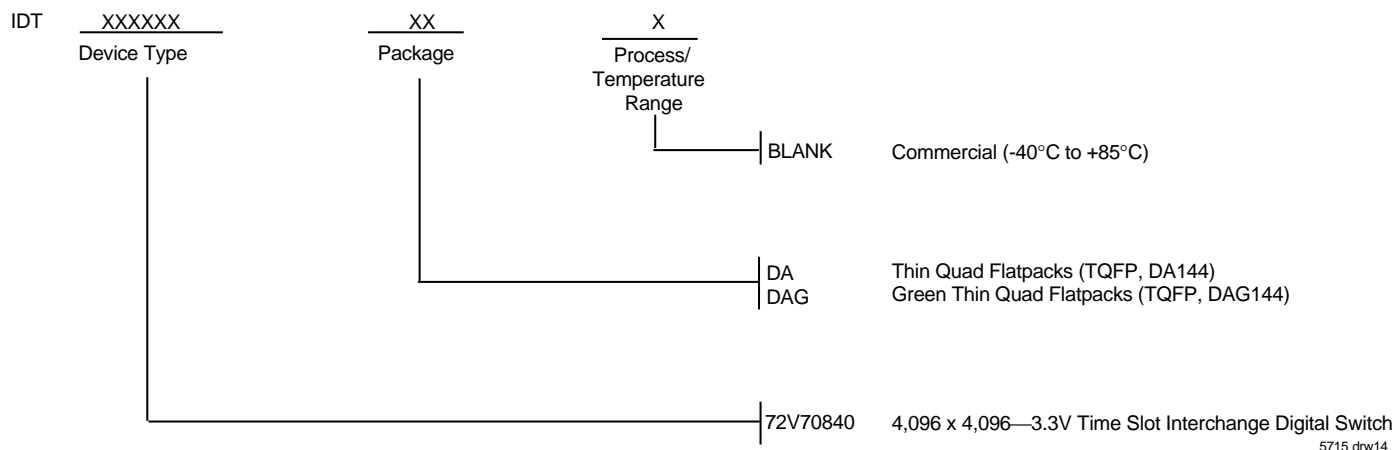 IDT XXXXXX XX X
Device Type Package Process/
Temperature
Range
BLANK Commercial (-40°C to +85°C)
DA Thin Quad Flatpacks (TQFP, DA144)
DAG Green Thin Quad Flatpacks (TQFP, DAG144)
72V70840 4,096 x 4,096—3.3V Time Slot Interchange Digital Switch
5715 drw14